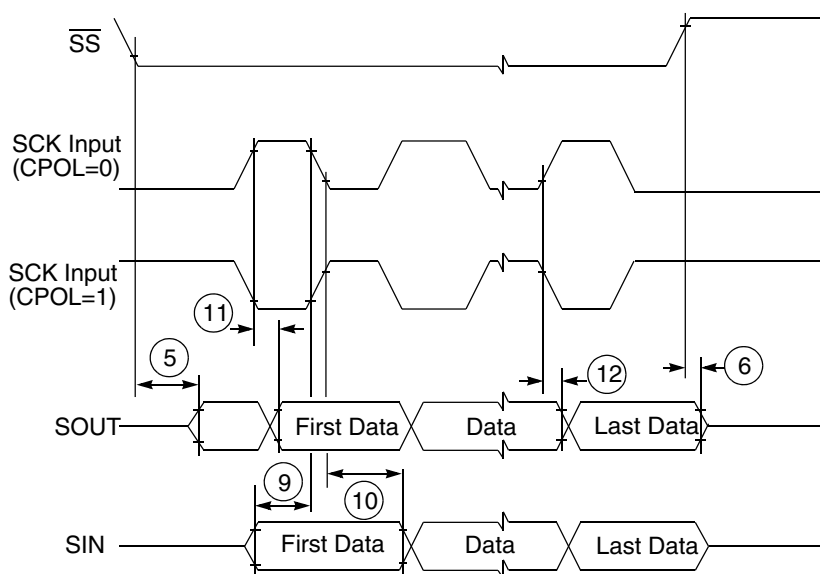 SS
SCK Input
(CPOL=0)
SCK Input
(CPOL=1)
11
5
12
6
SOUT
First Data
Data
Last Data
9
10
SIN
First Data
Data
Last Data